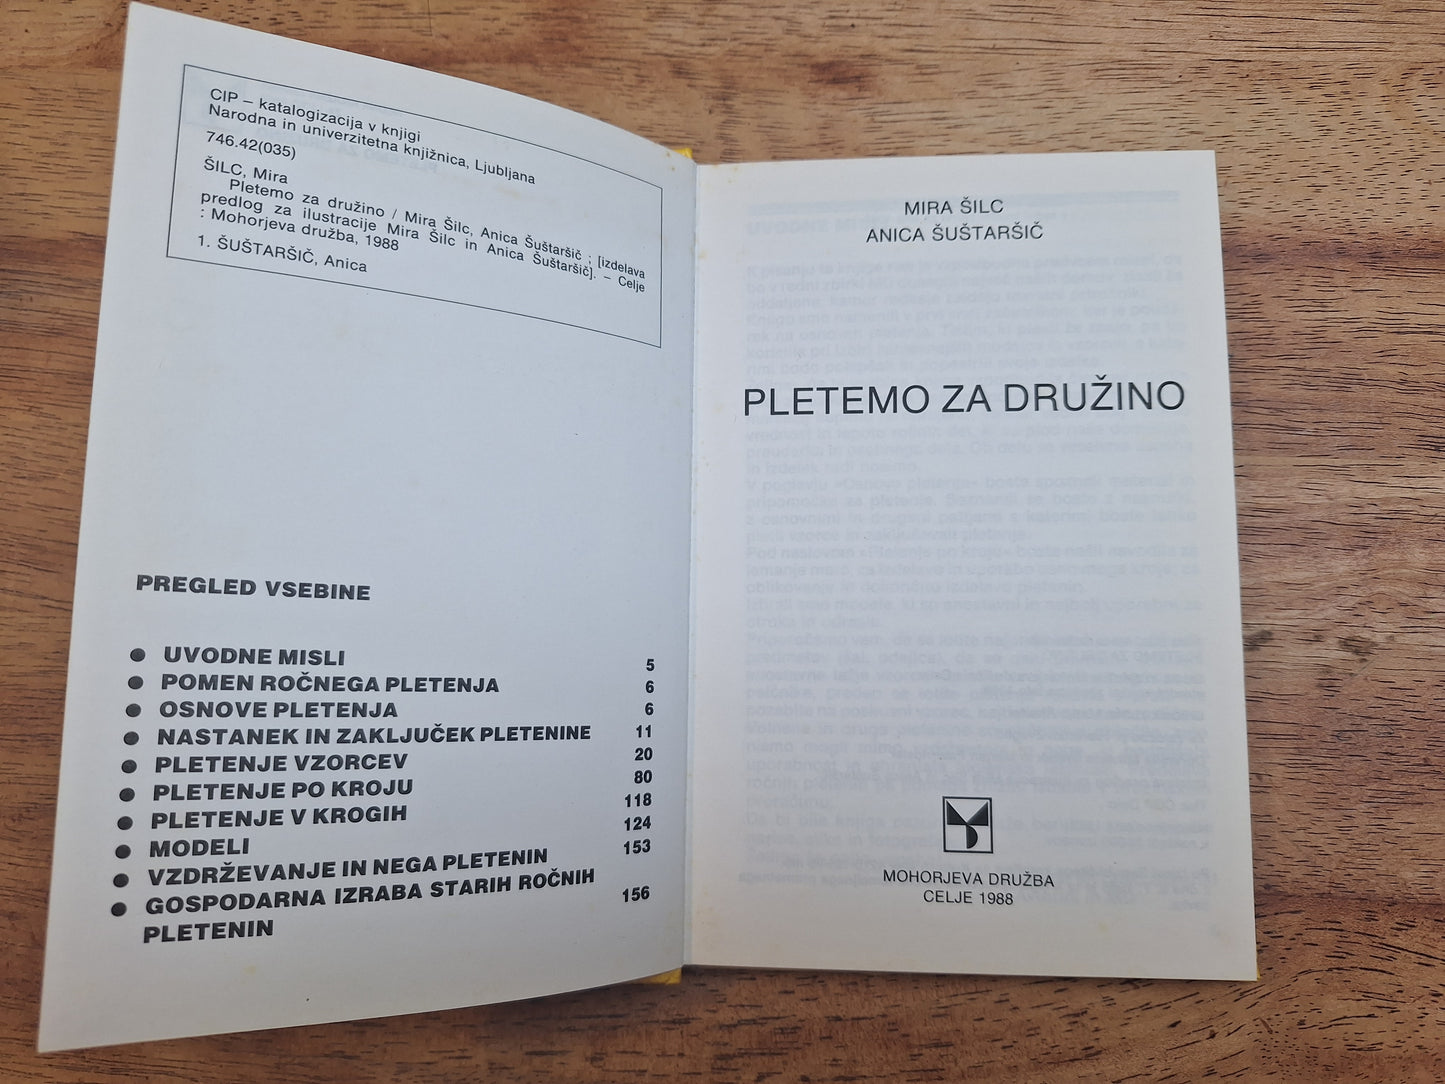 CIP – katalogizacija v knjigi
Narodna in univerzitetna knjižnica, Ljubljana
746.42(035)
ŠILC, Mira
Pletemo za družino / Mira Šilc, Anica Šuštaršič ; [izdelava
predlog za ilustracije Mira Šilc in Anica Šuštaršič]. – Celje
: Mohorjeva družba, 1988
1. ŠUŠTARŠIČ, Anica
PREGLED VSEBINE
● UVODNE MISLI 5
● POMEN ROČNEGA PLETENJA 6
● OSNOVE PLETENJA 6
● NASTANEK IN ZAKLJUČEK PLETENINE 11
● PLETENJE VZORCEV 20
● PLETENJE PO KROJU 80
● PLETENJE V KROGIH 118
● MODELI 124
● VZDRŽEVANJE IN NEGA PLETENIN 153
● GOSPODARNA IZRABA STARIH ROČNIH
PLETENIN 156
MIRA ŠILC
ANICA ŠUŠTARŠIČ
PLETEMO ZA DRUŽINO
MOHORJEVA DRUŽBA
CELJE 1988